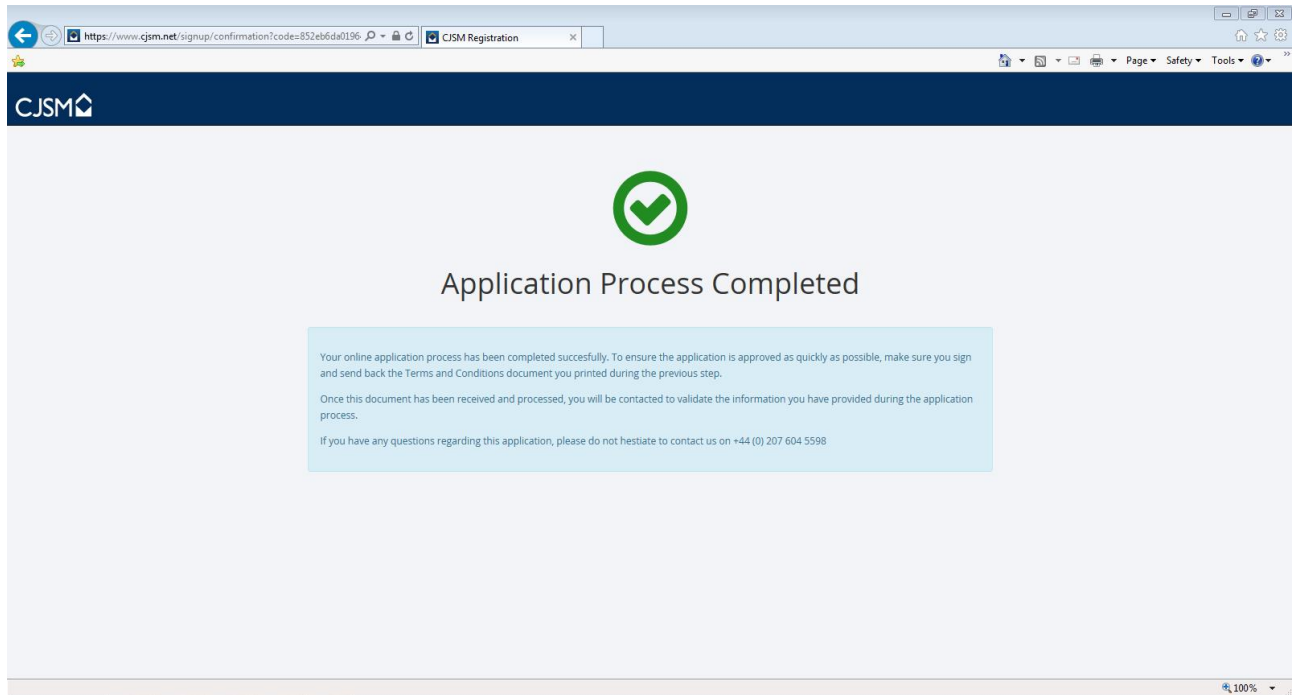 https://www.cjsm.net/signup/confirmation?code=852eb6da0196
CJSM Registration
Page
Safety
Tools
CJSM
Application Process Completed
Your online application process has been completed succesfully. To ensure the application is approved as quickly as possible, make sure you sign
and send back the Terms and Conditions document you printed during the previous step.
Once this document has been received and processed, you will be contacted to validate the information you have provided during the application
process.
If you have any questions regarding this application, please do not hestiate to contact us on +44 (0) 207 604 5598
100%